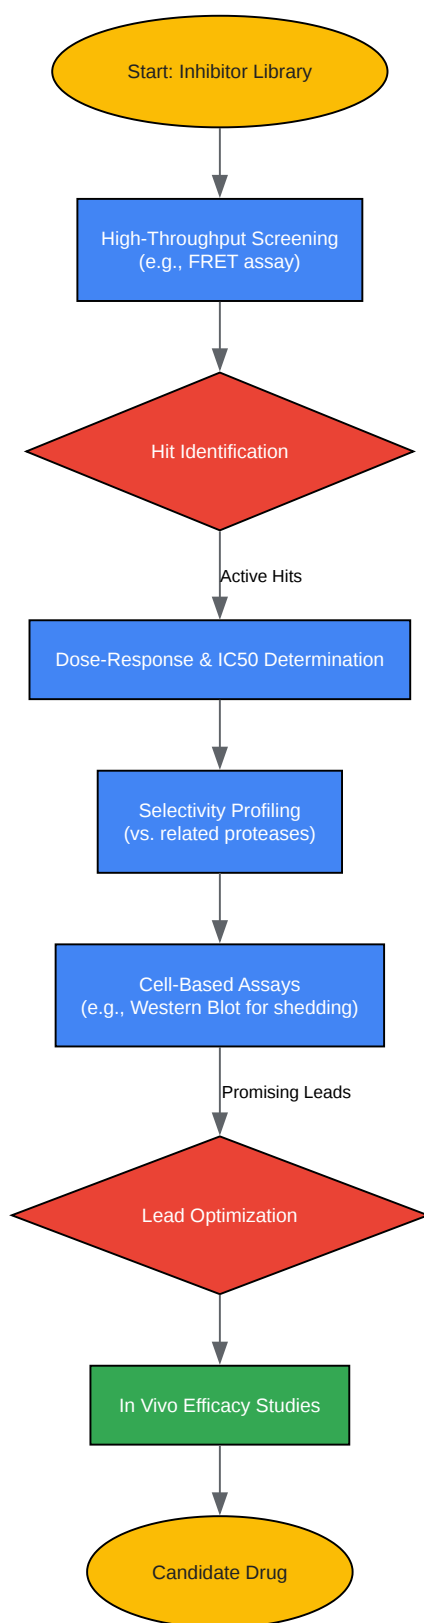 Start: Inhibitor Library
High-Throughput Screening
(e.g., FRET assay)
Hit Identification
Active Hits
Dose-Response & IC50 Determination
Selectivity Profiling
(vs. related proteases)
Cell-Based Assays
(e.g., Western Blot for shedding)
Promising Leads
Lead Optimization
In Vivo Efficacy Studies
Candidate Drug